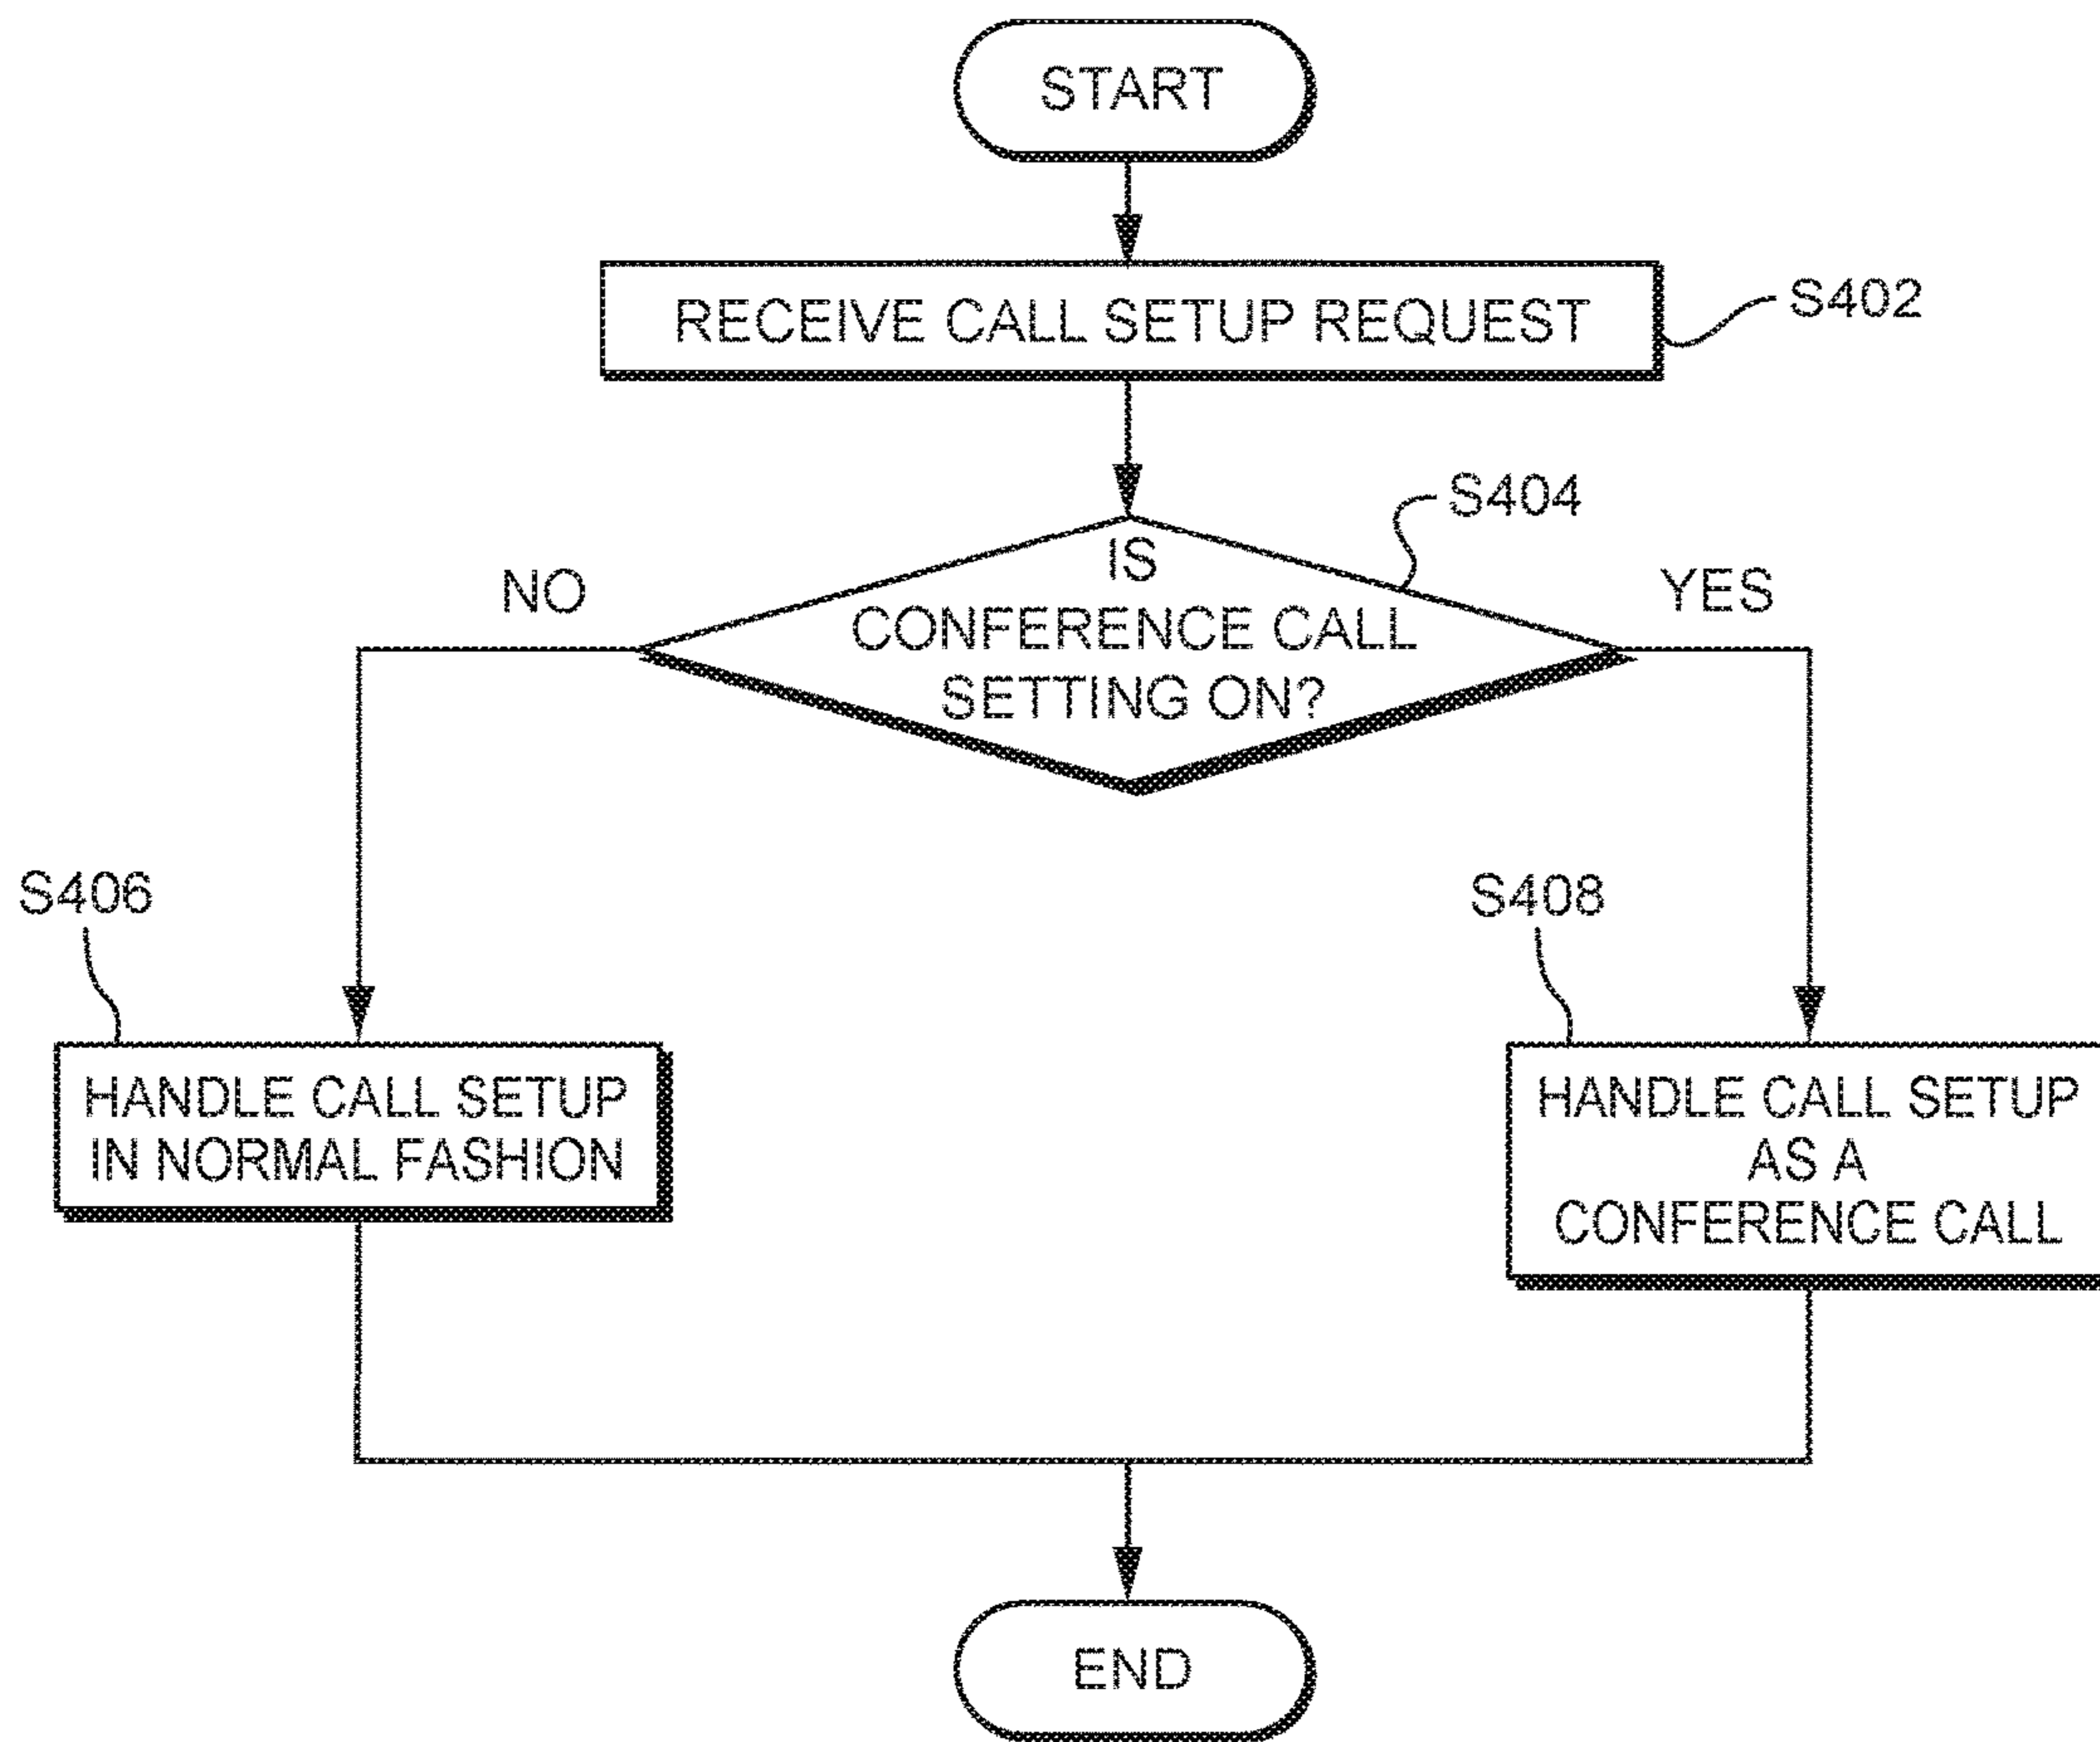 START
RECEIVE CALL SETUP REQUEST
S402
S404
IS
CONFERENCE CALL
SETTING ON?
NO
YES
S406
HANDLE CALL SETUP
IN NORMAL FASHION
S408
HANDLE CALL SETUP
AS A
CONFERENCE CALL
END